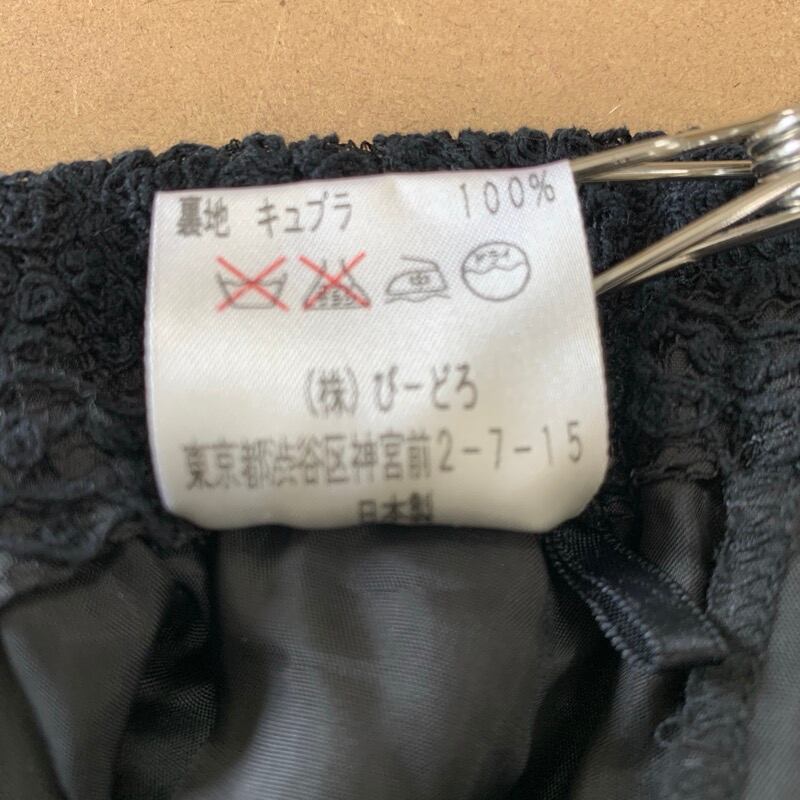 裏地 キュプラ 100%
中 ドライ
(株) びーどろ
東京都渋谷区神宮前2-7-15
日本製